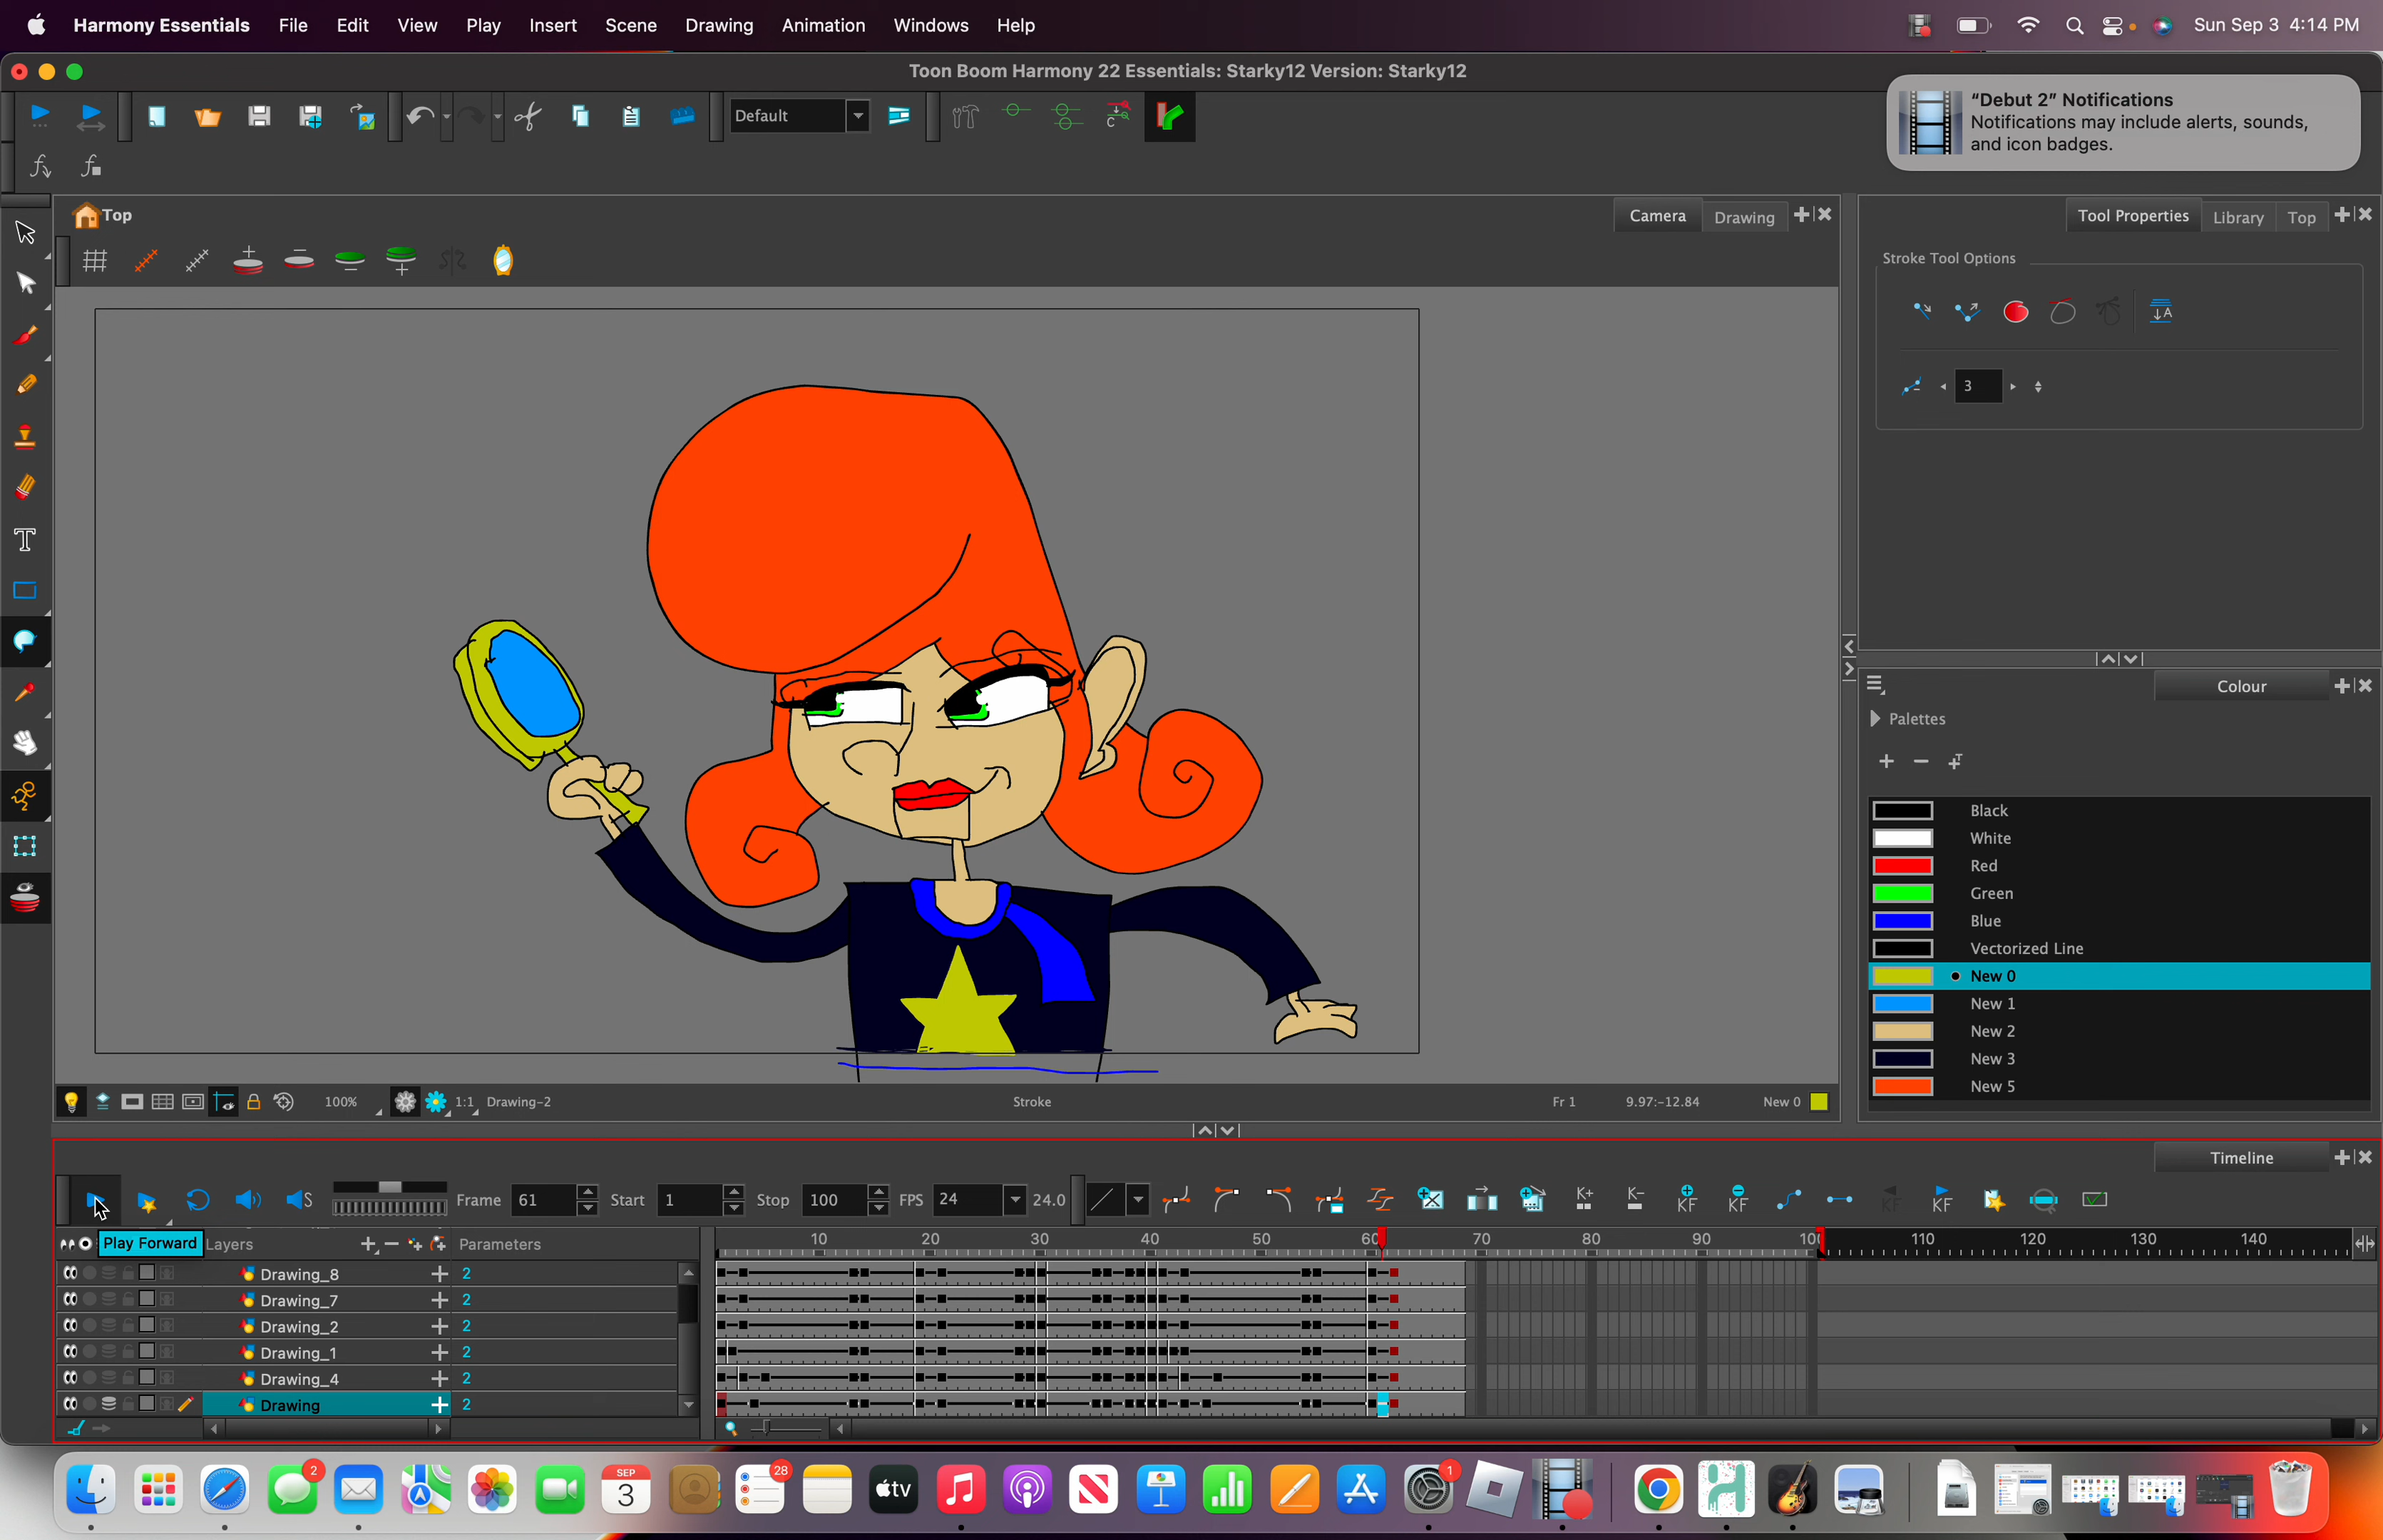 Harmony Essentials File Edit View Play Insert Scene Drawing Animation Windows Help Sun Sep 3 4:14 PM
Toon Boom Harmony 22 Essentials: Starky12 Version: Starky12
"Debut 2" Notifications
Notifications may include alerts, sounds,
and icon badges.
Default
Top Camera Drawing
Tool Properties Library Top
Stroke Tool Options
3
Colour
Palettes
Black
White
Red
Green
Blue
Vectorized Line
New 0
New 1
New 2
New 3
New 5
100% 1:1 Drawing-2 Stroke Fr 1 9.97:-12.84 New 0
Timeline
Frame 61 Start 1 Stop 100 FPS 24 24.0
Play Forward Layers Parameters
10 20 30 40 50 60 70 80 90 100 110 120 130 140
Drawing_8 2
Drawing_7 2
Drawing_2 2
Drawing_1 2
Drawing_4 2
Drawing 2
2 SEP 3 28 tv 1